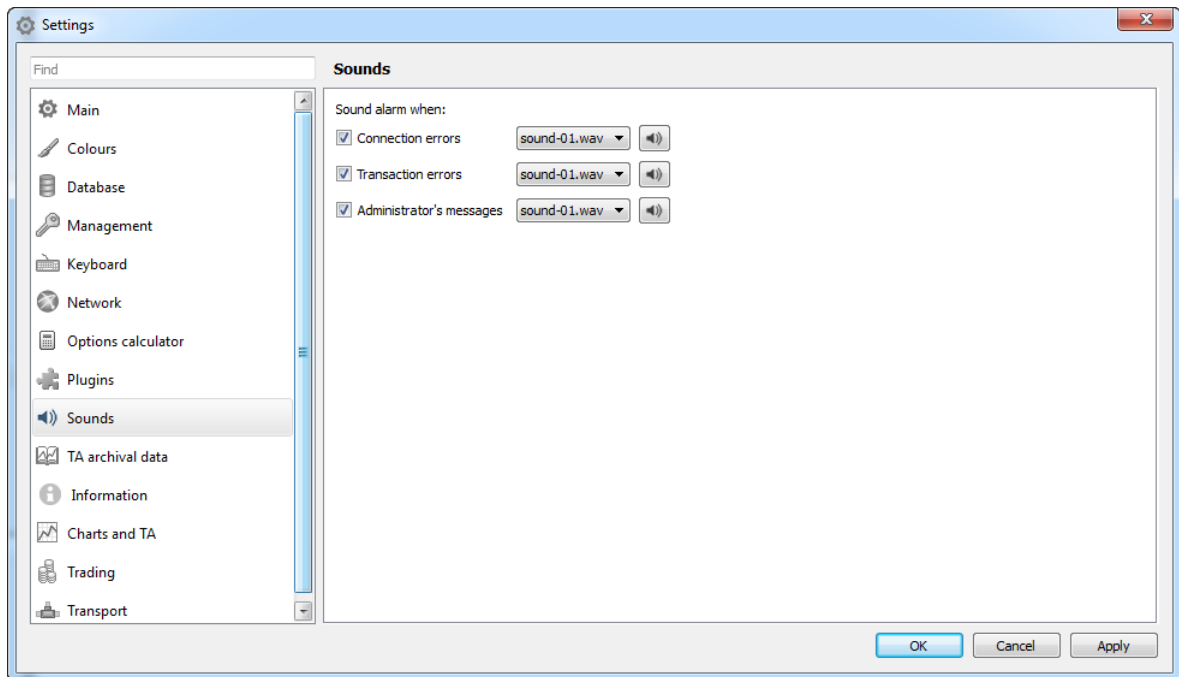 Settings
Find
Main
Colours
Database
Management
Keyboard
Network
Options calculator
Plugins
Sounds
TA archival data
Information
Charts and TA
Trading
Transport
Sounds
Sound alarm when:
Connection errors sound-01.wav
Transaction errors sound-01.wav
Administrator's messages sound-01.wav
OK Cancel Apply